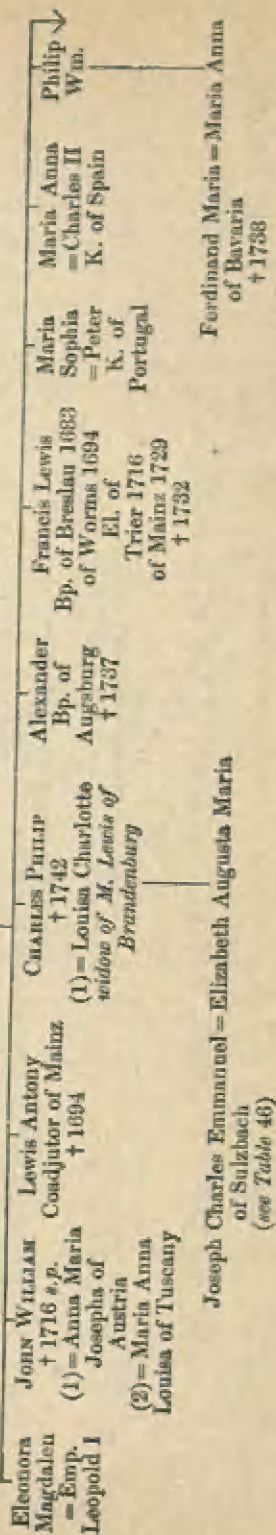 Eleonora
Magdalen
= Emp.
Leopold I
JOHN WILLIAM
† 1716 s.p.
(1) = Anna Maria
Josepha of
Austria
(2) = Maria Anna
Louisa of Tuscany
Lewis Antony
Coadjutor of Mainz
† 1694
CHARLES PHILIP
† 1742
(1) = Louisa Charlotte
widow of M. Lewis of
Brandenburg
Alexander
Bp. of
Augsburg
† 1737
Francis Lewis
Bp. of Breslau 1683
of Worms 1694
El. of
Trier 1716
of Mainz 1729
† 1732
Maria
Sophia
= Peter
K. of
Portugal
Maria Anna
= Charles II
K. of Spain
Philip
Wm.
Joseph Charles Emmanuel = Elizabeth Augusta Maria
of Sulzbach
(see Table 46)
Ferdinand Maria = Maria Anna
of Bavaria
† 1738